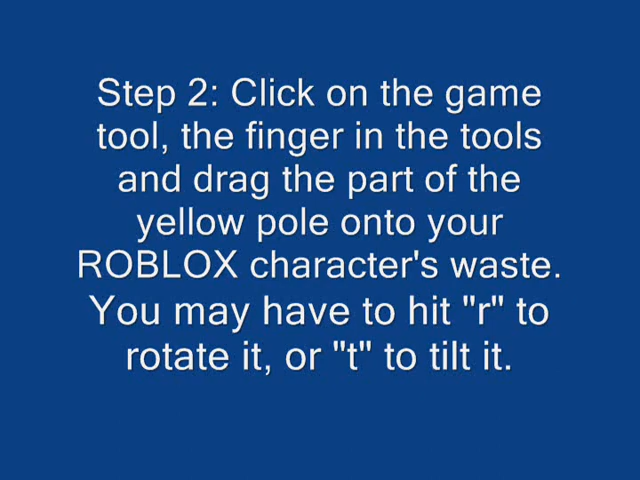 Step 2: Click on the game
tool, the finger in the tools
and drag the part of the
yellow pole onto your
ROBLOX character's waste.
You may have to hit "r" to
rotate it, or "t" to tilt it.